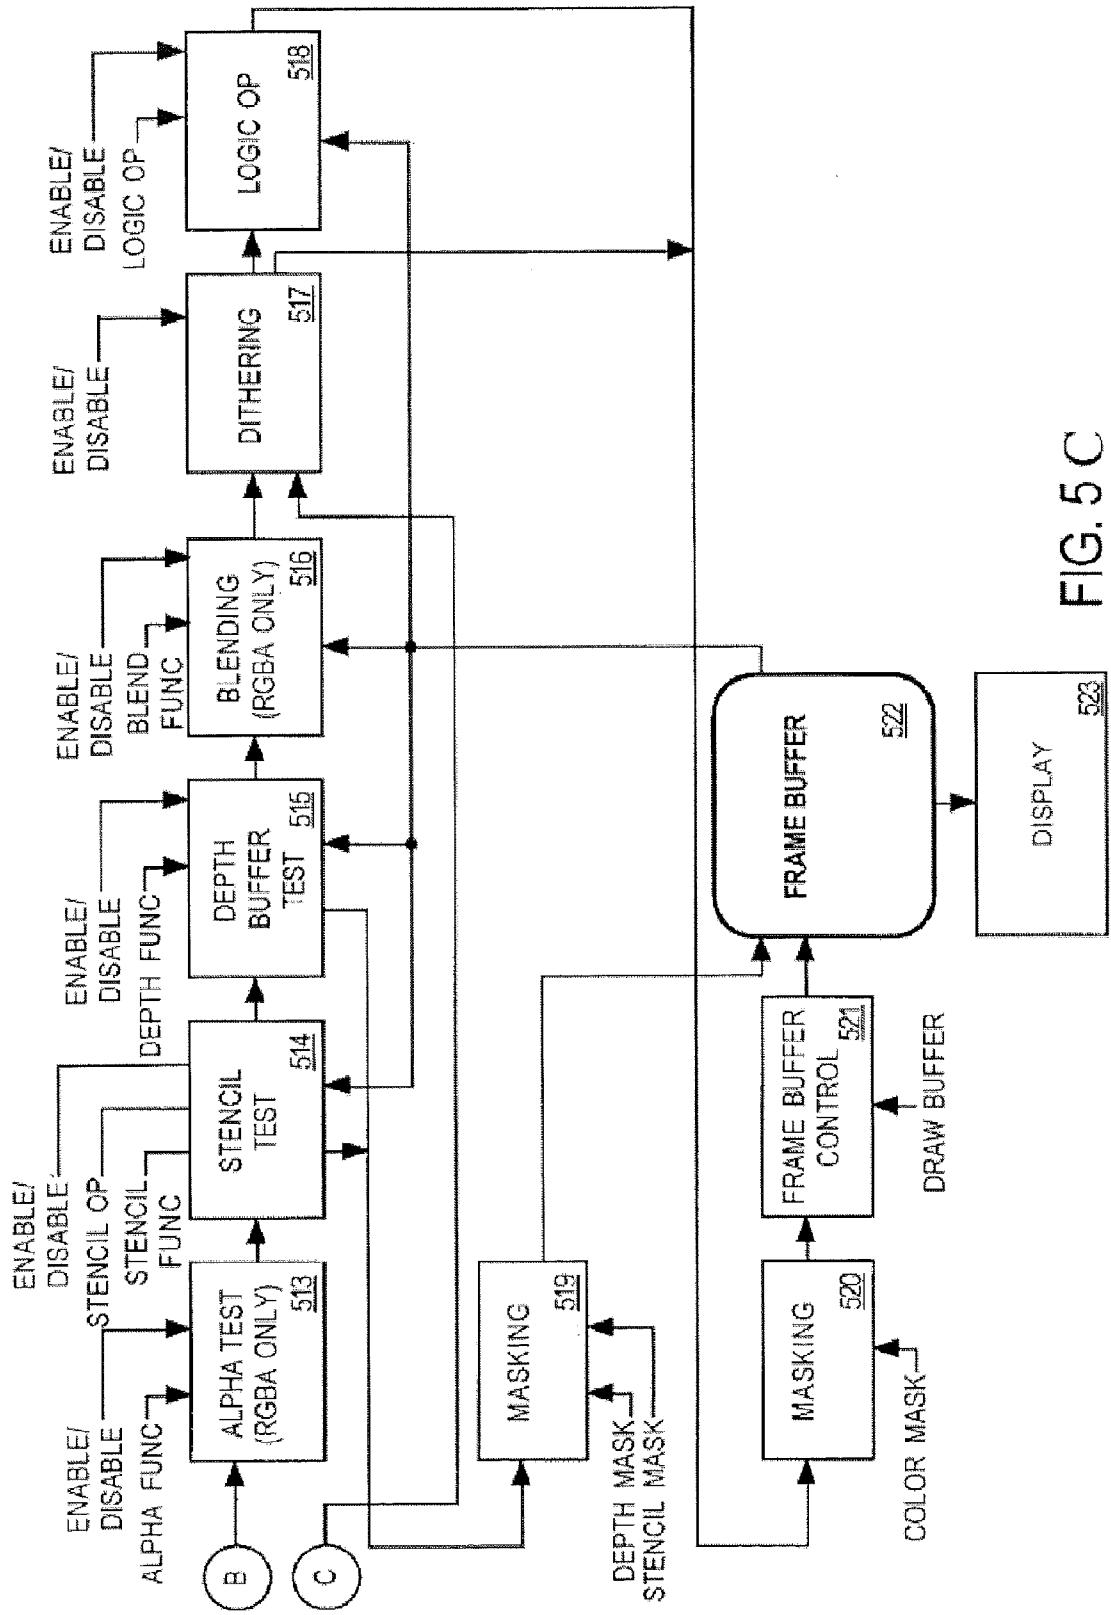 ENABLE/
DISABLE
ALPHA FUNC
ENABLE/
DISABLE
STENCIL OP
STENCIL
FUNC
ENABLE/
DISABLE
DEPTH FUNC
ENABLE/
DISABLE
BLEND
FUNC
ENABLE/
DISABLE
ENABLE/
DISABLE
LOGIC OP
B
ALPHA TEST
(RGBA ONLY)
513
STENCIL
TEST
514
DEPTH
BUFFER
TEST
515
BLENDING
(RGBA ONLY)
516
DITHERING
517
LOGIC OP
518
C
MASKING
519
DEPTH MASK
STENCIL MASK
MASKING
520
COLOR MASK
FRAME BUFFER
CONTROL
521
DRAW BUFFER
FRAME BUFFER
522
DISPLAY
523
FIG. 5 C